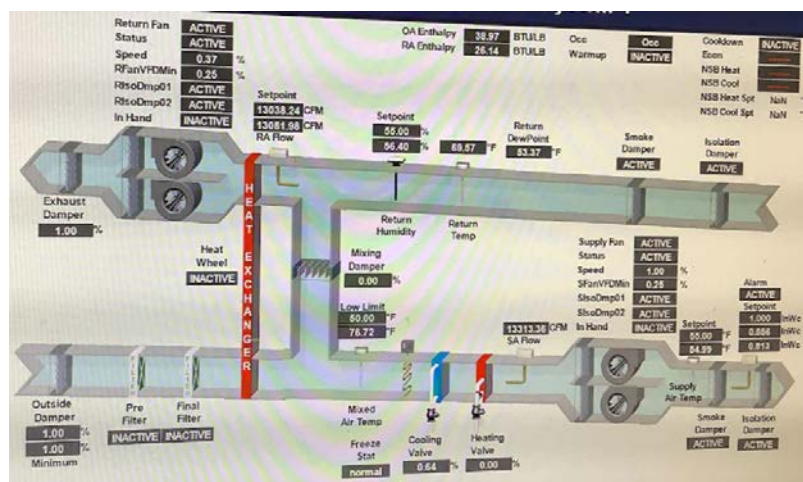 Return Fan ACTIVE
Status ACTIVE
Speed 0.37 %
RFanVFDMin 0.25 %
RIsoDmp01 ACTIVE
RIsoDmp02 ACTIVE
In Hand INACTIVE
OA Enthalpy 38.97 BTU/LB
RA Enthalpy 26.14 BTU/LB
Occ Occ
Warmup INACTIVE
Cooldown INACTIVE
Econ
NSB Heat
NSB Cool
NSB Heat Spt NaN
NSB Cool Spt NaN
Setpoint
13038.24 CFM
13051.98 CFM
RA Flow
Setpoint
55.00 %
56.40 %
69.57 °F
Return
DewPoint
53.37 °F
Smoke
Damper
ACTIVE
Isolation
Damper
ACTIVE
Exhaust
Damper
1.00 %
HEAT EXCHANGER
Return
Humidity
Return
Temp
Heat
Wheel
INACTIVE
Mixing
Damper
0.00 %
Low Limit
50.00 °F
76.72 °F
Supply Fan ACTIVE
Status ACTIVE
Speed 1.00 %
SFanVFDMin 0.25 %
SIsoDmp01 ACTIVE
SIsoDmp02 ACTIVE
In Hand INACTIVE
13313.36 CFM
SA Flow
Setpoint
55.00 °F
54.99 °F
Alarm
ACTIVE
Setpoint
1.000 InWc
0.886 InWc
0.813 InWc
FILTER
FILTER
Supply
Air Temp
Outside
Damper
1.00 %
1.00 %
Minimum
Pre
Filter
INACTIVE
Final
Filter
INACTIVE
Mixed
Air Temp
Freeze
Stat
normal
Cooling
Valve
0.64 %
Heating
Valve
0.00 %
Smoke
Damper
ACTIVE
Isolation
Damper
ACTIVE